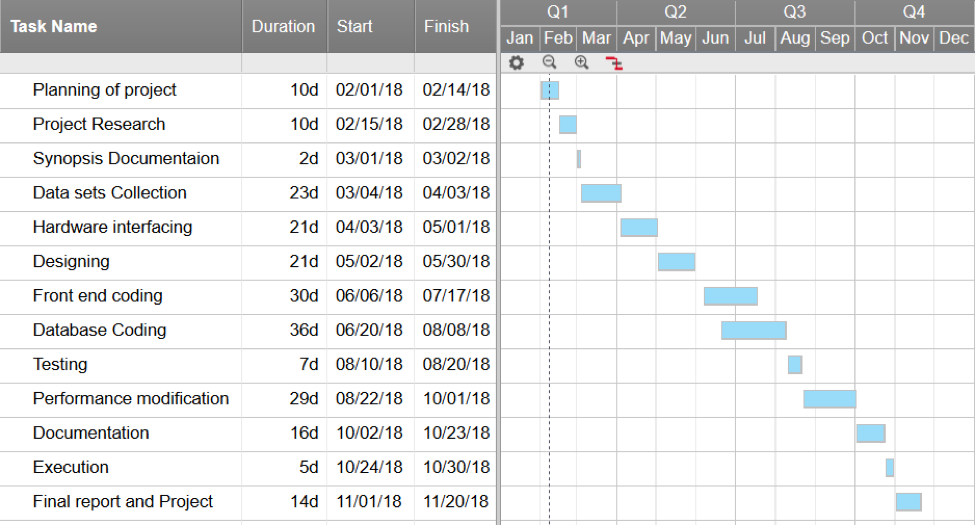 Task Name Duration Start Finish Q1 Q2 Q3 Q4
Jan Feb Mar Apr May Jun Jul Aug Sep Oct Nov Dec
Planning of project 10d 02/01/18 02/14/18
Project Research 10d 02/15/18 02/28/18
Synopsis Documentaion 2d 03/01/18 03/02/18
Data sets Collection 23d 03/04/18 04/03/18
Hardware interfacing 21d 04/03/18 05/01/18
Designing 21d 05/02/18 05/30/18
Front end coding 30d 06/06/18 07/17/18
Database Coding 36d 06/20/18 08/08/18
Testing 7d 08/10/18 08/20/18
Performance modification 29d 08/22/18 10/01/18
Documentation 16d 10/02/18 10/23/18
Execution 5d 10/24/18 10/30/18
Final report and Project 14d 11/01/18 11/20/18